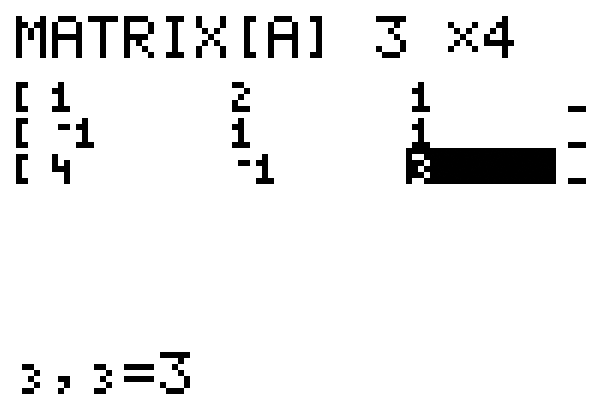 MATRIX[A] 3 ×4
[ 1 2 1 _
[ -1 1 1 _
[ 4 -1 3 _
3,3=3